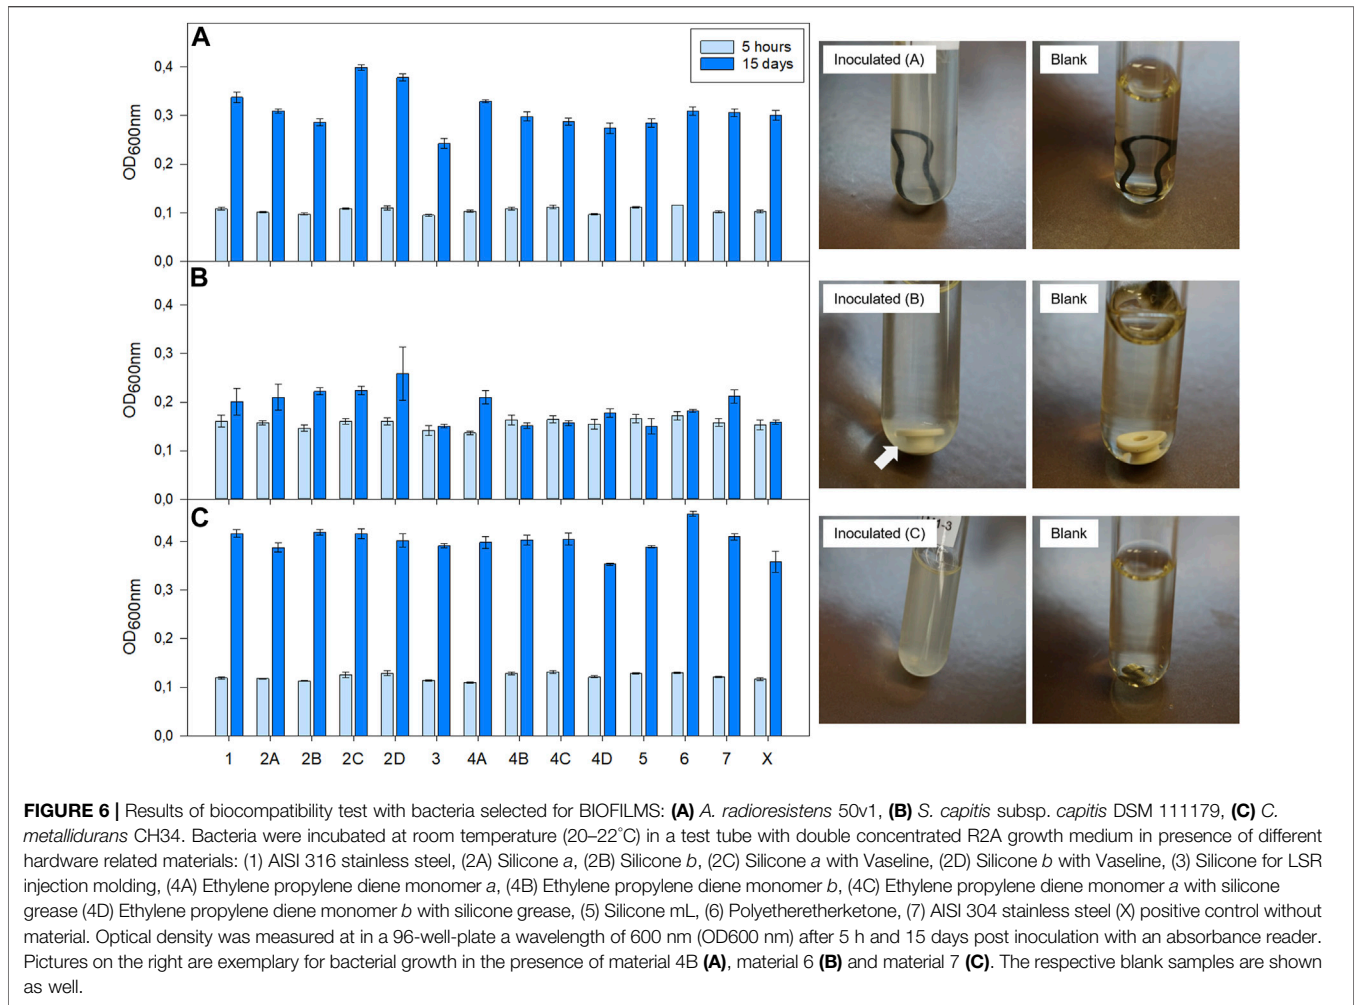 A
5 hours
15 days
0,4
0,3
0,2
0,1
0,0
OD600nm
Inoculated (A)
Blank
B
0,4
0,3
0,2
0,1
0,0
OD600nm
Inoculated (B)
Blank
C
0,4
0,3
0,2
0,1
0,0
OD600nm
1 2A 2B 2C 2D 3 4A 4B 4C 4D 5 6 7 X
Inoculated (C)
Blank
FIGURE 6 | Results of biocompatibility test with bacteria selected for BIOFILMS: (A) A. radioresistens 50v1, (B) S. capitis subsp. capitis DSM 111179, (C) C.
metallidurans CH34. Bacteria were incubated at room temperature (20–22°C) in a test tube with double concentrated R2A growth medium in presence of different
hardware related materials: (1) AISI 316 stainless steel, (2A) Silicone a, (2B) Silicone b, (2C) Silicone a with Vaseline, (2D) Silicone b with Vaseline, (3) Silicone for LSR
injection molding, (4A) Ethylene propylene diene monomer a, (4B) Ethylene propylene diene monomer b, (4C) Ethylene propylene diene monomer a with silicone
grease (4D) Ethylene propylene diene monomer b with silicone grease, (5) Silicone mL, (6) Polyetheretherketone, (7) AISI 304 stainless steel (X) positive control without
material. Optical density was measured at in a 96-well-plate a wavelength of 600 nm (OD600 nm) after 5 h and 15 days post inoculation with an absorbance reader.
Pictures on the right are exemplary for bacterial growth in the presence of material 4B (A), material 6 (B) and material 7 (C). The respective blank samples are shown
as well.